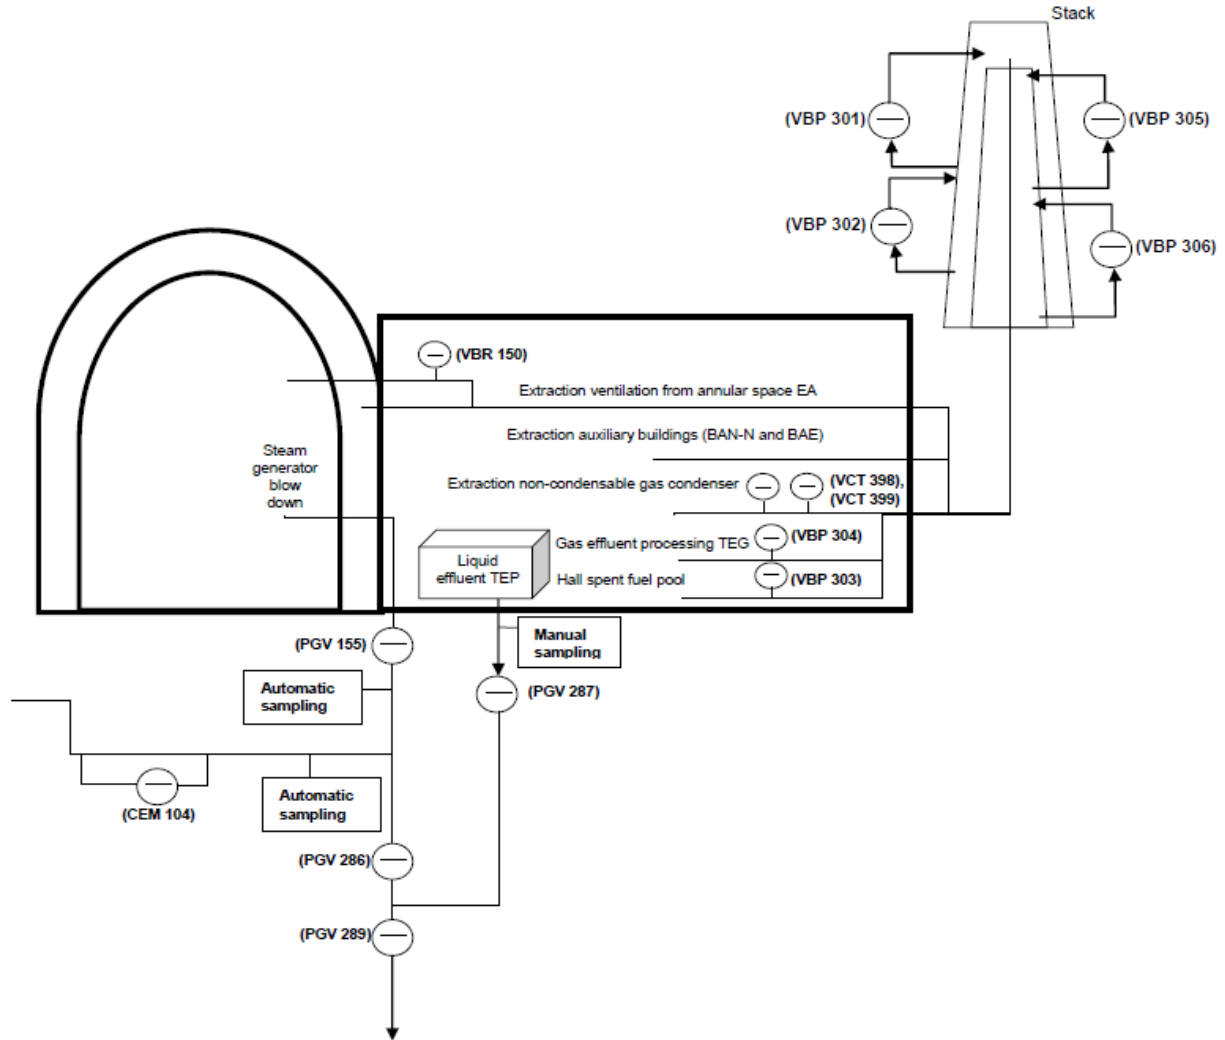 Stack
(VBP 301)
(VBP 305)
(VBP 302)
(VBP 306)
(VBR 150)
Extraction ventilation from annular space EA
Extraction auxiliary buildings (BAN-N and BAE)
Steam
generator
blow
down
Extraction non-condensable gas condenser
(VCT 398),
(VCT 399)
Gas effluent processing TEG
(VBP 304)
Liquid
effluent TEP
Hall spent fuel pool
(VBP 303)
Manual
sampling
(PGV 155)
Automatic
sampling
(PGV 287)
Automatic
sampling
(CEM 104)
(PGV 286)
(PGV 289)